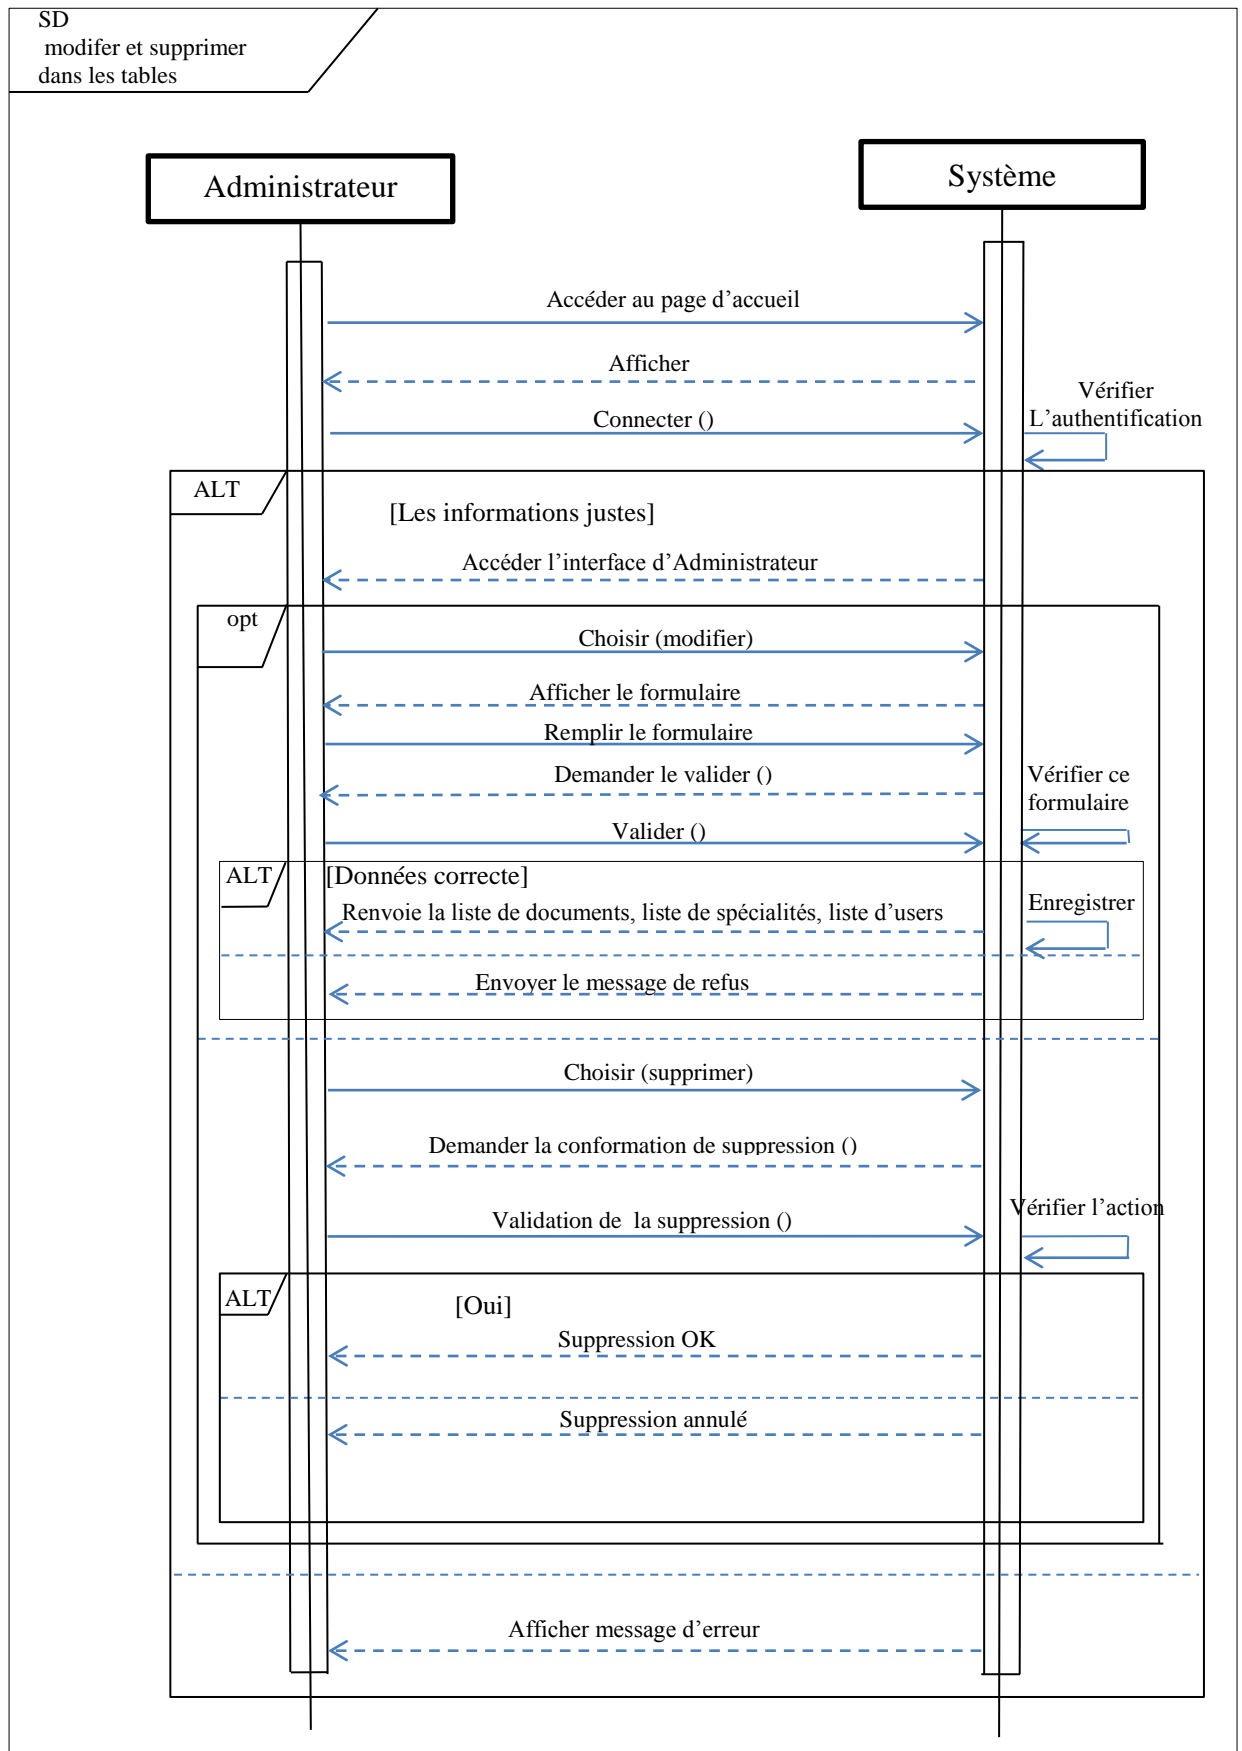 SD
modifer et supprimer
dans les tables
Administrateur
Système
Accéder au page d’accueil
Afficher
Vérifier
L’authentification
Connecter ()
ALT
[Les informations justes]
Accéder l’interface d’Administrateur
opt
Choisir (modifier)
Afficher le formulaire
Remplir le formulaire
Demander le valider ()
Vérifier ce
formulaire
Valider ()
ALT
[Données correcte]
Enregistrer
Renvoie la liste de documents, liste de spécialités, liste d’users
Envoyer le message de refus
Choisir (supprimer)
Demander la conformation de suppression ()
Vérifier l’action
Validation de  la suppression ()
ALT
[Oui]
Suppression OK
Suppression annulé
Afficher message d’erreur